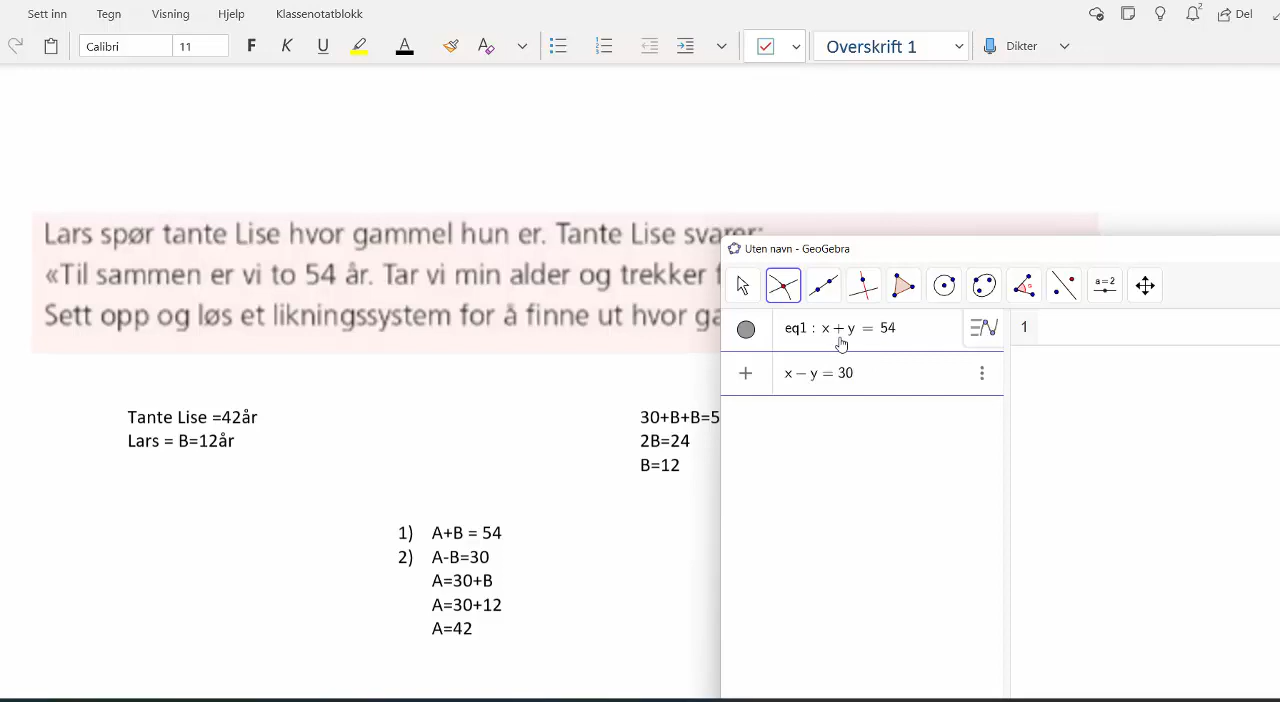 Sett inn Tegn Visning Hjelp Klassenotatblokk
2 Del
Calibri 11 F K U A A Overskrift 1 Dikter
Lars spør tante Lise hvor gammel hun er. Tante Lise svarer:
«Til sammen er vi to 54 år. Tar vi min alder og trekker
Sett opp og løs et likningssystem for å finne ut hvor
Uten navn - GeoGebra
a=2
eq1 : x + y = 54
1
x − y = 30
Tante Lise =42år
Lars = B=12år
30+B+B=5
2B=24
B=12
1) A+B = 54
2) A-B=30
A=30+B
A=30+12
A=42